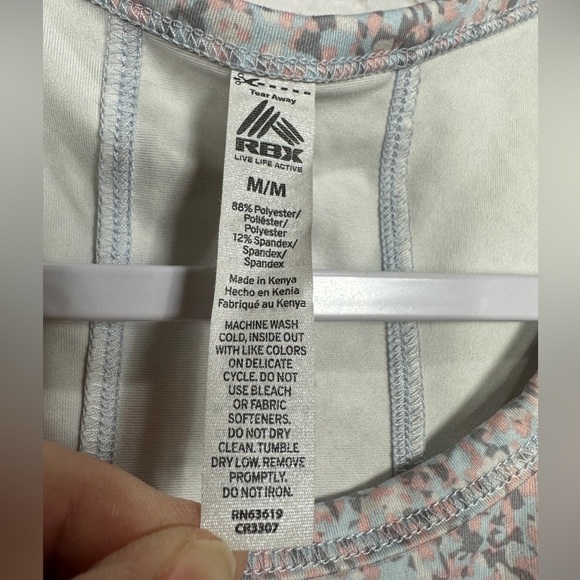 Tear Away
RBX
LIVE LIFE ACTIVE
M/M
88% Polyester/
Poliéster/
Polyester
12% Spandex/
Spandex/
Spandex
Made in Kenya
Hecho en Kenia
Fabriqué au Kenya
MACHINE WASH
COLD, INSIDE OUT
WITH LIKE COLORS
ON DELICATE
CYCLE. DO NOT
USE BLEACH
OR FABRIC
SOFTENERS.
DO NOT DRY
CLEAN. TUMBLE
DRY LOW. REMOVE
PROMPTLY.
DO NOT IRON.
RN63619
CR3307